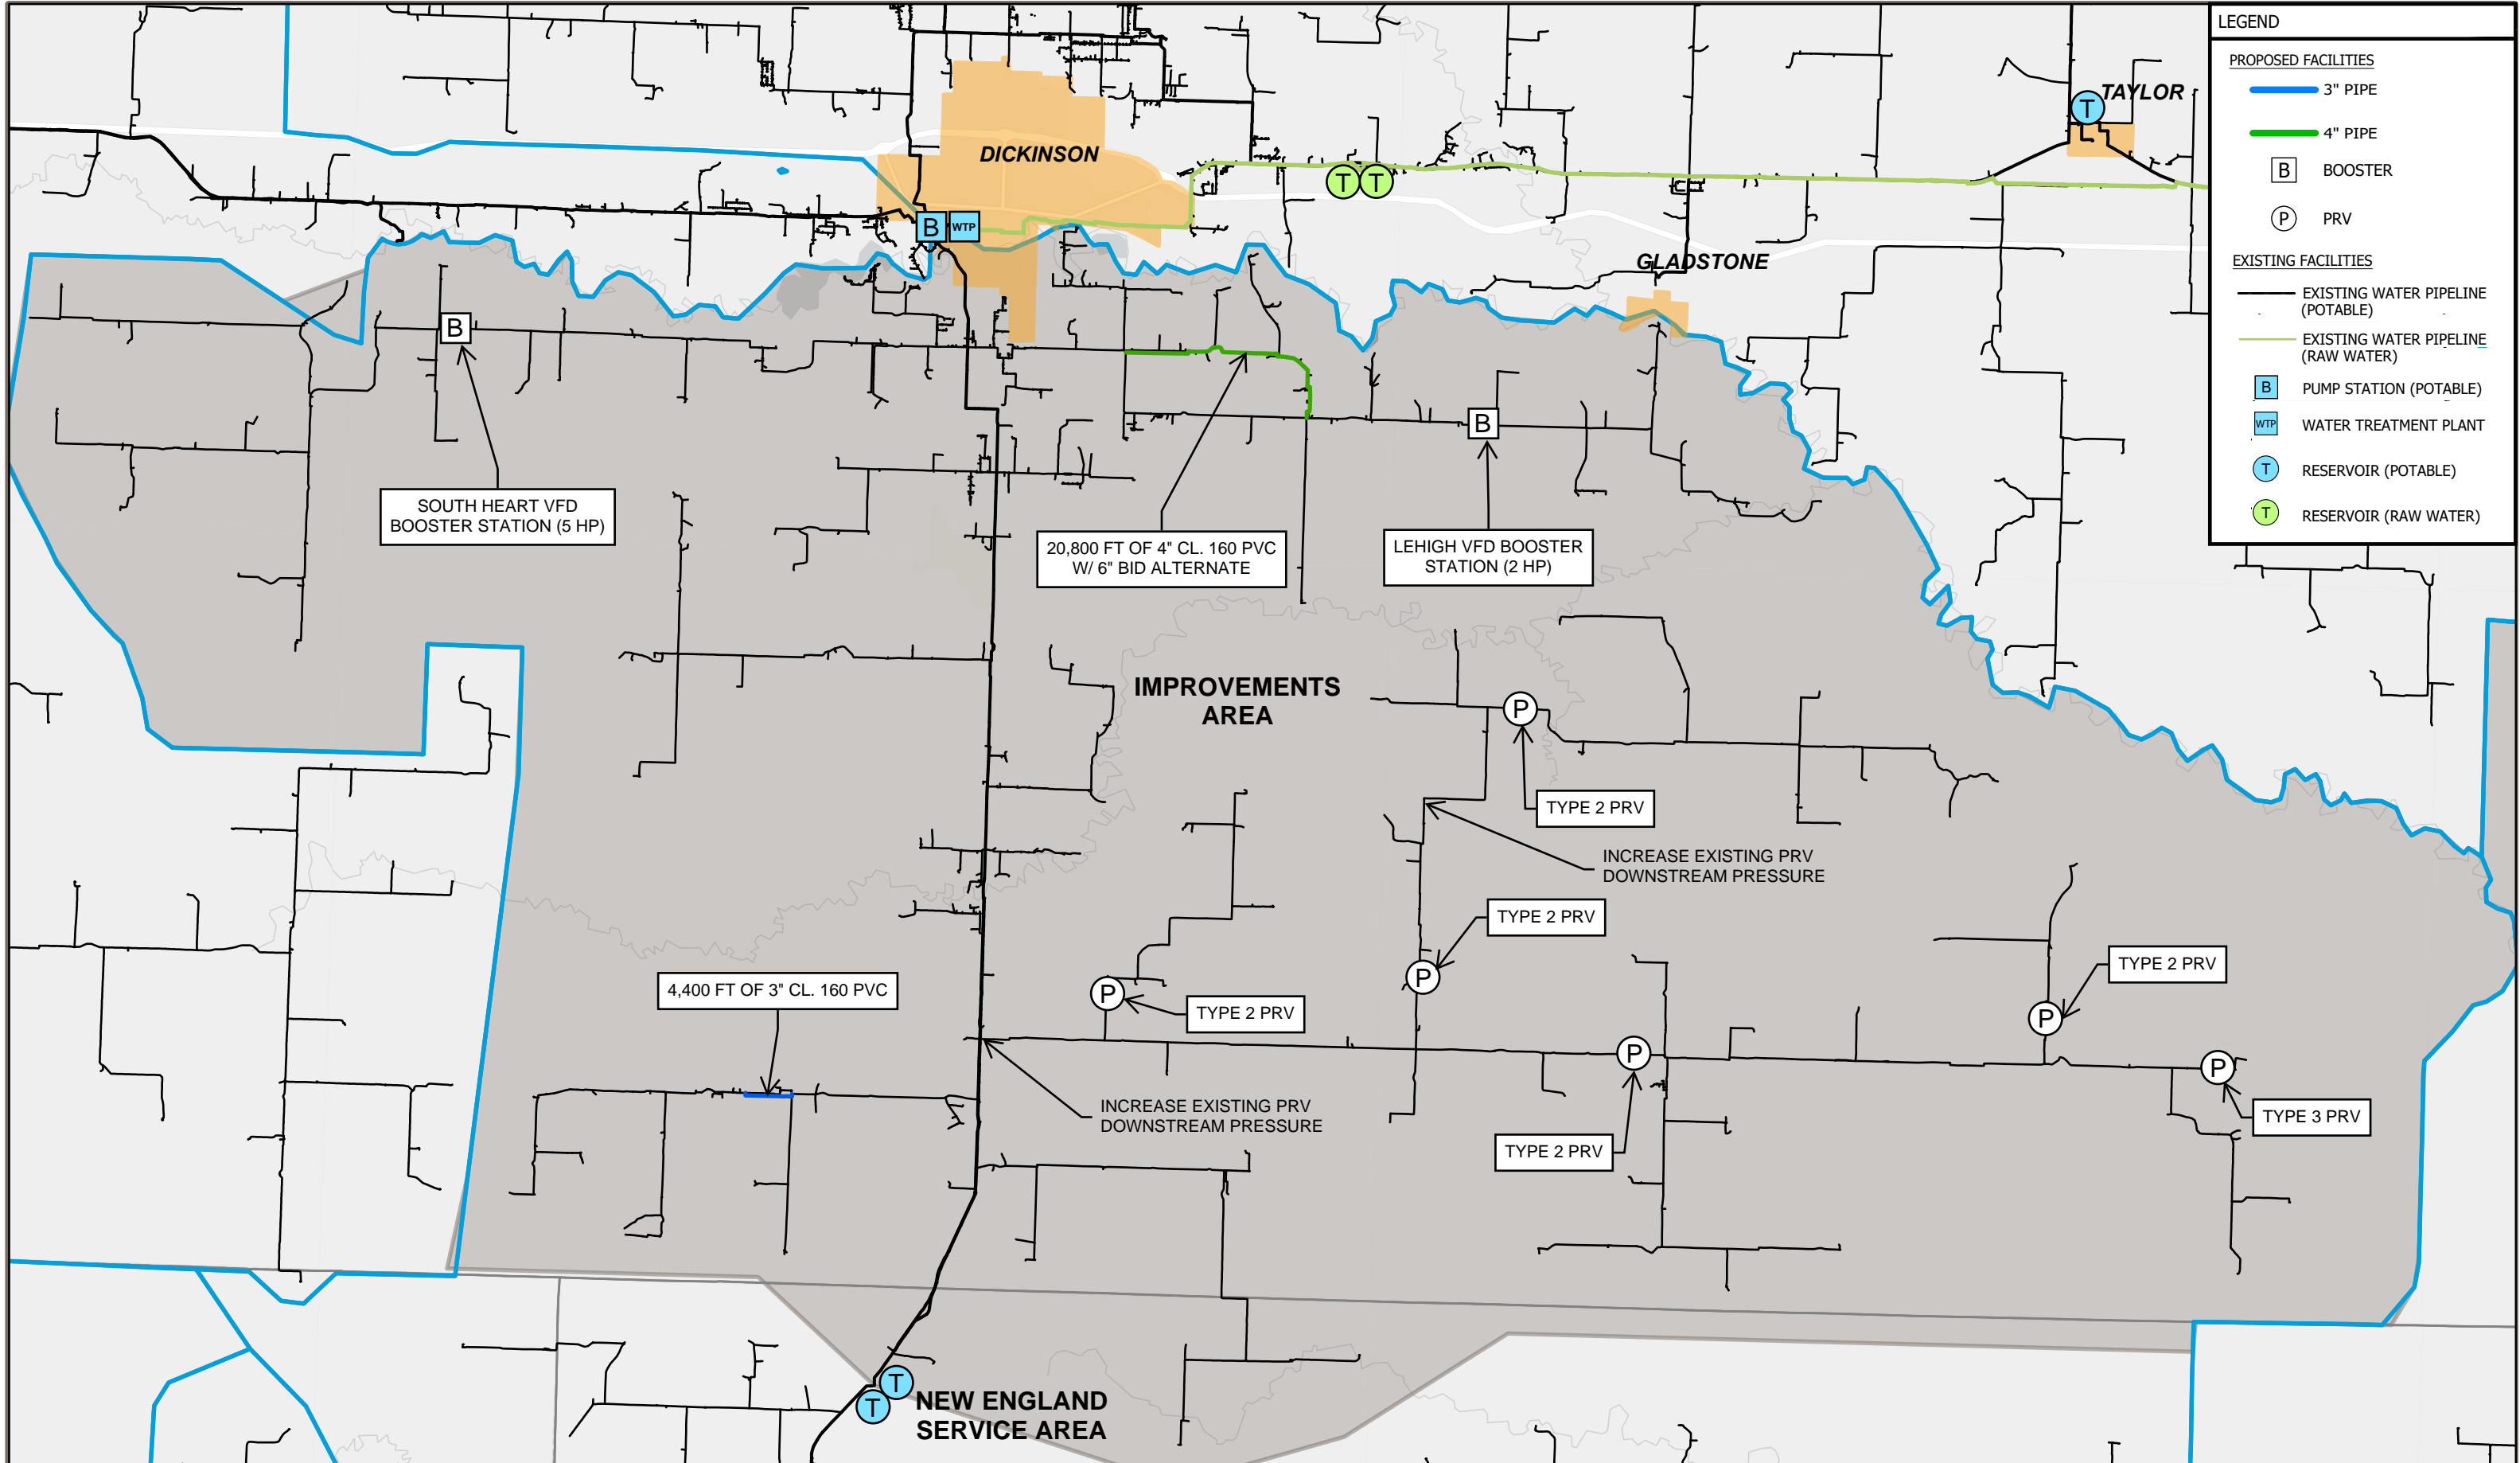 LEGEND
PROPOSED FACILITIES
3" PIPE
4" PIPE
B BOOSTER
P PRV
EXISTING FACILITIES
EXISTING WATER PIPELINE
(POTABLE)
EXISTING WATER PIPELINE
(RAW WATER)
B PUMP STATION (POTABLE)
WTP WATER TREATMENT PLANT
T RESERVOIR (POTABLE)
T RESERVOIR (RAW WATER)
TAYLOR
T
DICKINSON
T T
B WTP
GLADSTONE
B
B
SOUTH HEART VFD
BOOSTER STATION (5 HP)
20,800 FT OF 4" CL. 160 PVC
W/ 6" BID ALTERNATE
LEHIGH VFD BOOSTER
STATION (2 HP)
IMPROVEMENTS
AREA
P
TYPE 2 PRV
INCREASE EXISTING PRV
DOWNSTREAM PRESSURE
TYPE 2 PRV
P
TYPE 2 PRV
P
4,400 FT OF 3" CL. 160 PVC
P
TYPE 2 PRV
P
TYPE 2 PRV
P
TYPE 3 PRV
INCREASE EXISTING PRV
DOWNSTREAM PRESSURE
T
T
NEW ENGLAND
SERVICE AREA